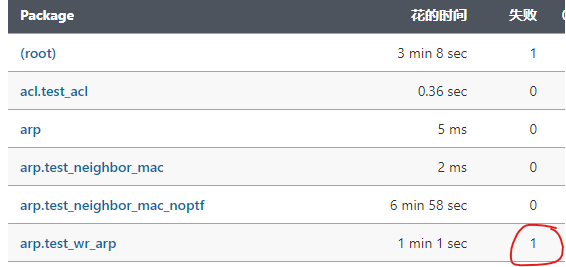 Package 花的时间 失败
(root) 3 min 8 sec 1
acl.test_acl 0.36 sec 0
arp 5 ms 0
arp.test_neighbor_mac 2 ms 0
arp.test_neighbor_mac_noptf 6 min 58 sec 0
arp.test_wr_arp 1 min 1 sec 1